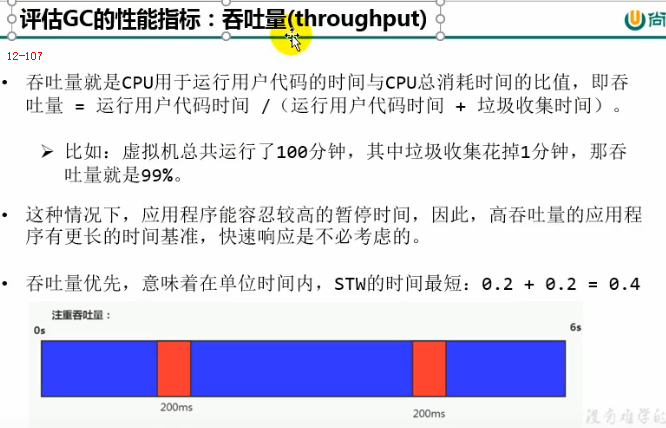 评估GC的性能指标：吞吐量(throughput)
尚
12-107
• 吞吐量就是CPU用于运行用户代码的时间与CPU总消耗时间的比值，即吞
吐量 = 运行用户代码时间 /（运行用户代码时间 + 垃圾收集时间）。
➢ 比如：虚拟机总共运行了100分钟，其中垃圾收集花掉1分钟，那吞
吐量就是99%。
• 这种情况下，应用程序能容忍较高的暂停时间，因此，高吞吐量的应用程
序有更长的时间基准，快速响应是不必考虑的。
• 吞吐量优先，意味着在单位时间内，STW的时间最短：0.2 + 0.2 = 0.4
注重吞吐量：
0s
6s
200ms
200ms
没有难学的